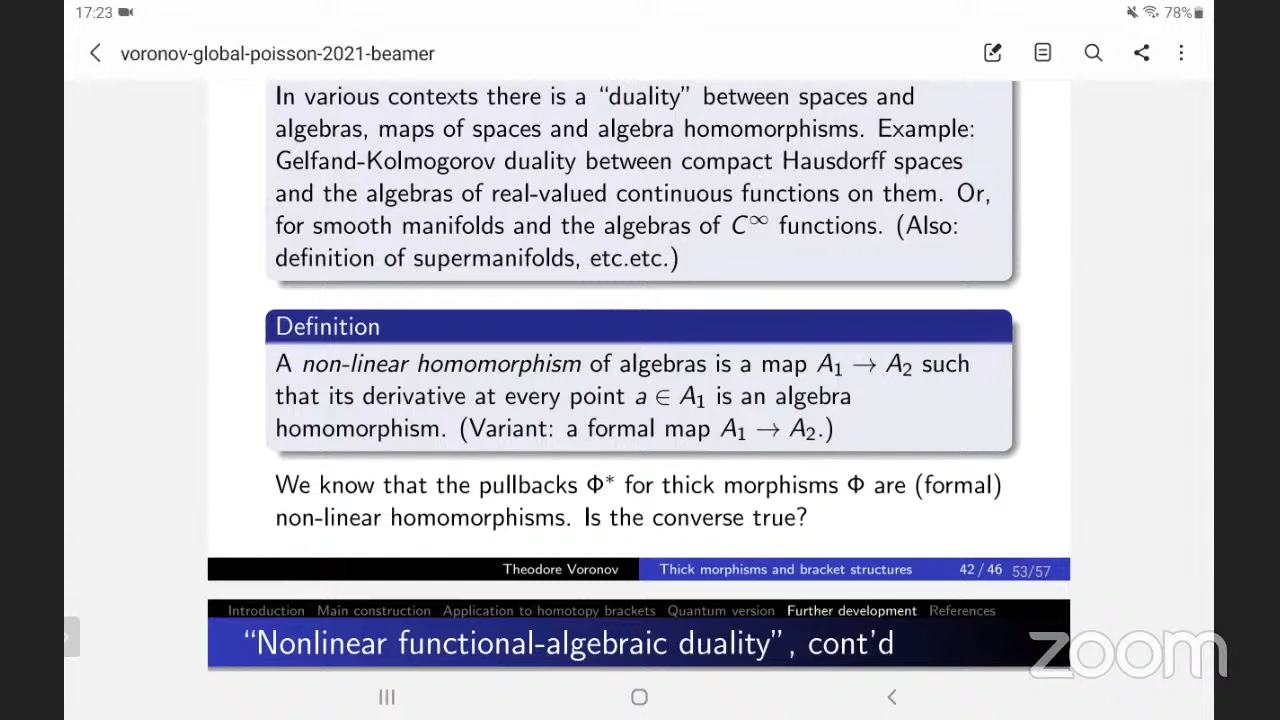 17:23 78%
voronov-global-poisson-2021-beamer
In various contexts there is a “duality” between spaces and
algebras, maps of spaces and algebra homomorphisms. Example:
Gelfand-Kolmogorov duality between compact Hausdorff spaces
and the algebras of real-valued continuous functions on them. Or,
for smooth manifolds and the algebras of C∞ functions. (Also:
definition of supermanifolds, etc.etc.)
Definition
A non-linear homomorphism of algebras is a map A₁ → A₂ such
that its derivative at every point a ∈ A₁ is an algebra
homomorphism. (Variant: a formal map A₁ → A₂.)
We know that the pullbacks Φ* for thick morphisms Φ are (formal)
non-linear homomorphisms. Is the converse true?
Theodore Voronov Thick morphisms and bracket structures 42 / 46 53/57
Introduction Main construction Application to homotopy brackets Quantum version Further development References
“Nonlinear functional-algebraic duality”, cont’d
zoom